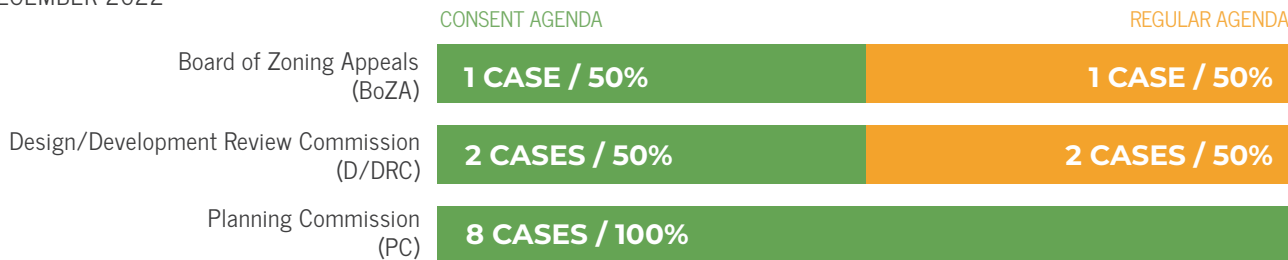 2022
CONSENT AGENDA REGULAR AGENDA
Board of Zoning Appeals
(BoZA)
1 CASE / 50% 1 CASE / 50%
Design/Development Review Commission
(D/DRC)
2 CASES / 50% 2 CASES / 50%
Planning Commission
(PC)
8 CASES / 100%